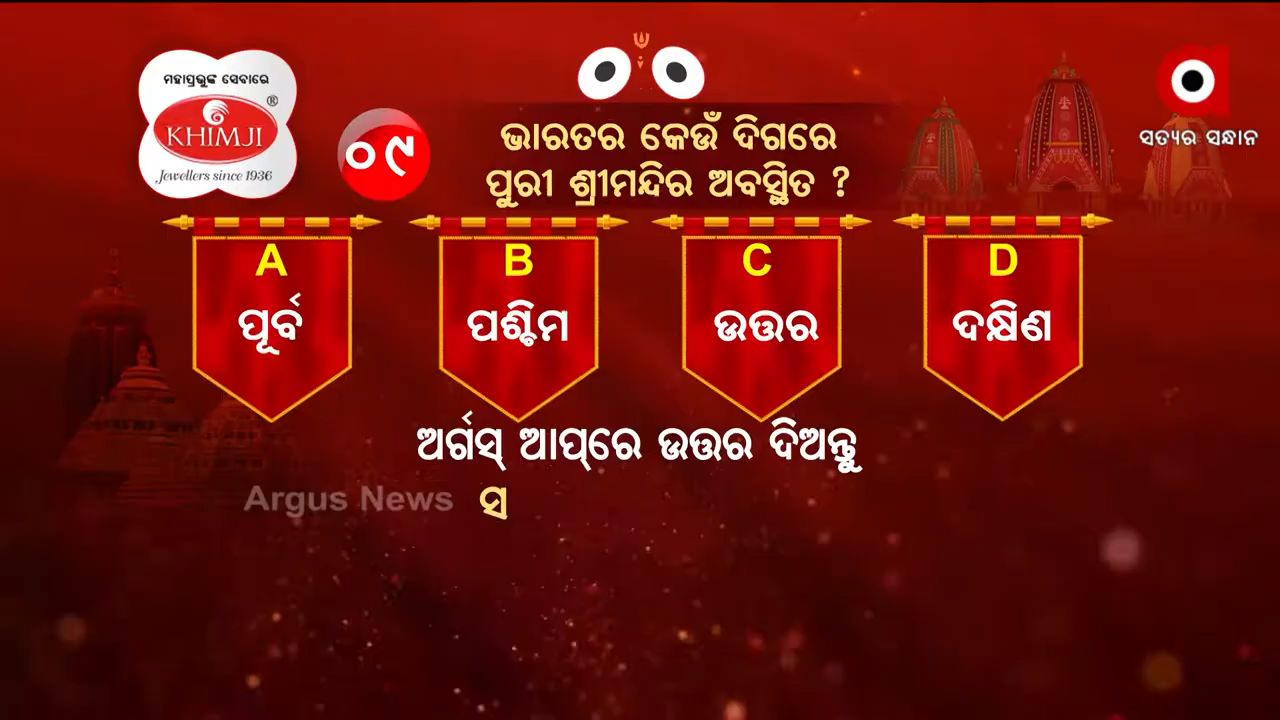 ମହାପ୍ରଭୁଙ୍କ ସେବାରେ
KHIMJI®
Jewellers since 1936
୦୯
ଭାରତର କେଉଁ ଦିଗରେ
ପୁରୀ ଶ୍ରୀମନ୍ଦିର ଅବସ୍ଥିତ ?
ସତ୍ୟର ସନ୍ଧାନ
A
ପୂର୍ବ
B
ପଶ୍ଚିମ
C
ଉତ୍ତର
D
ଦକ୍ଷିଣ
ଅର୍ଗସ୍ ଆପ୍‌ରେ ଉତ୍ତର ଦିଅନ୍ତୁ
Argus News
ସ